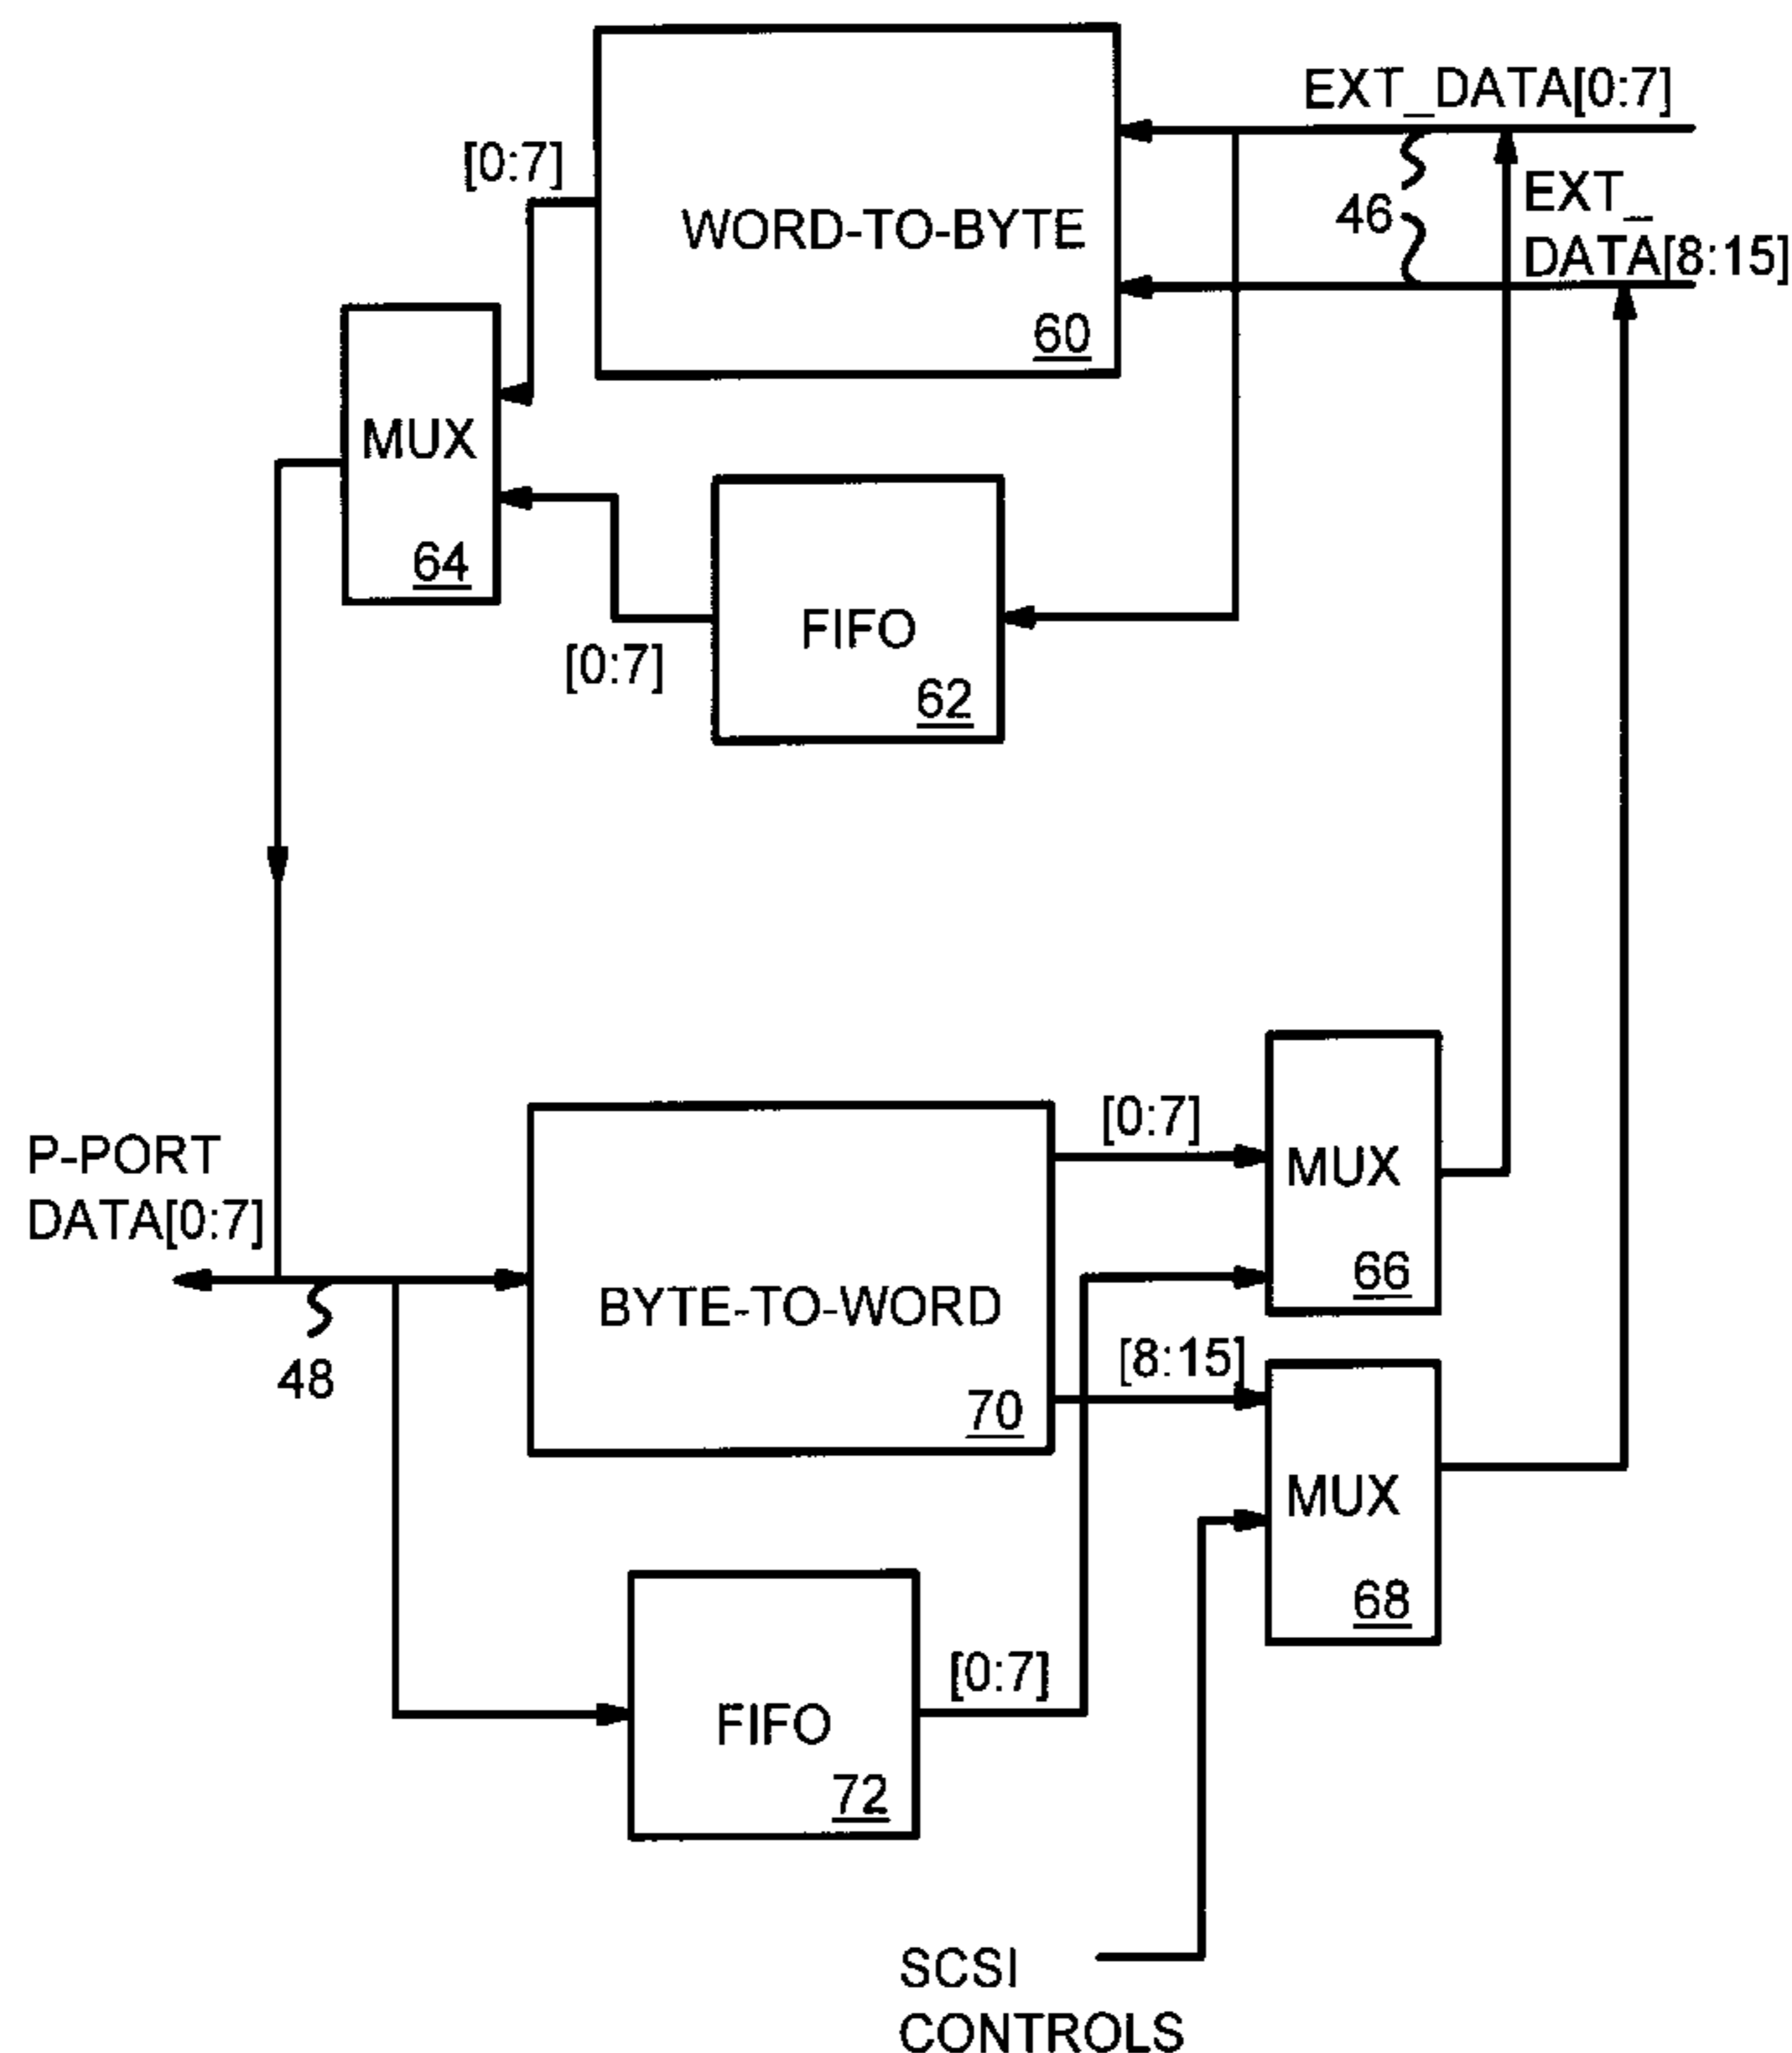 EXT_DATA[0:7]
[0:7]
46
EXT_
DATA[8:15]
WORD-TO-BYTE
60
MUX
64
FIFO
62
[0:7]
P-PORT
DATA[0:7]
48
BYTE-TO-WORD
70
[0:7]
MUX
66
[8:15]
MUX
68
FIFO
72
[0:7]
SCSI
CONTROLS